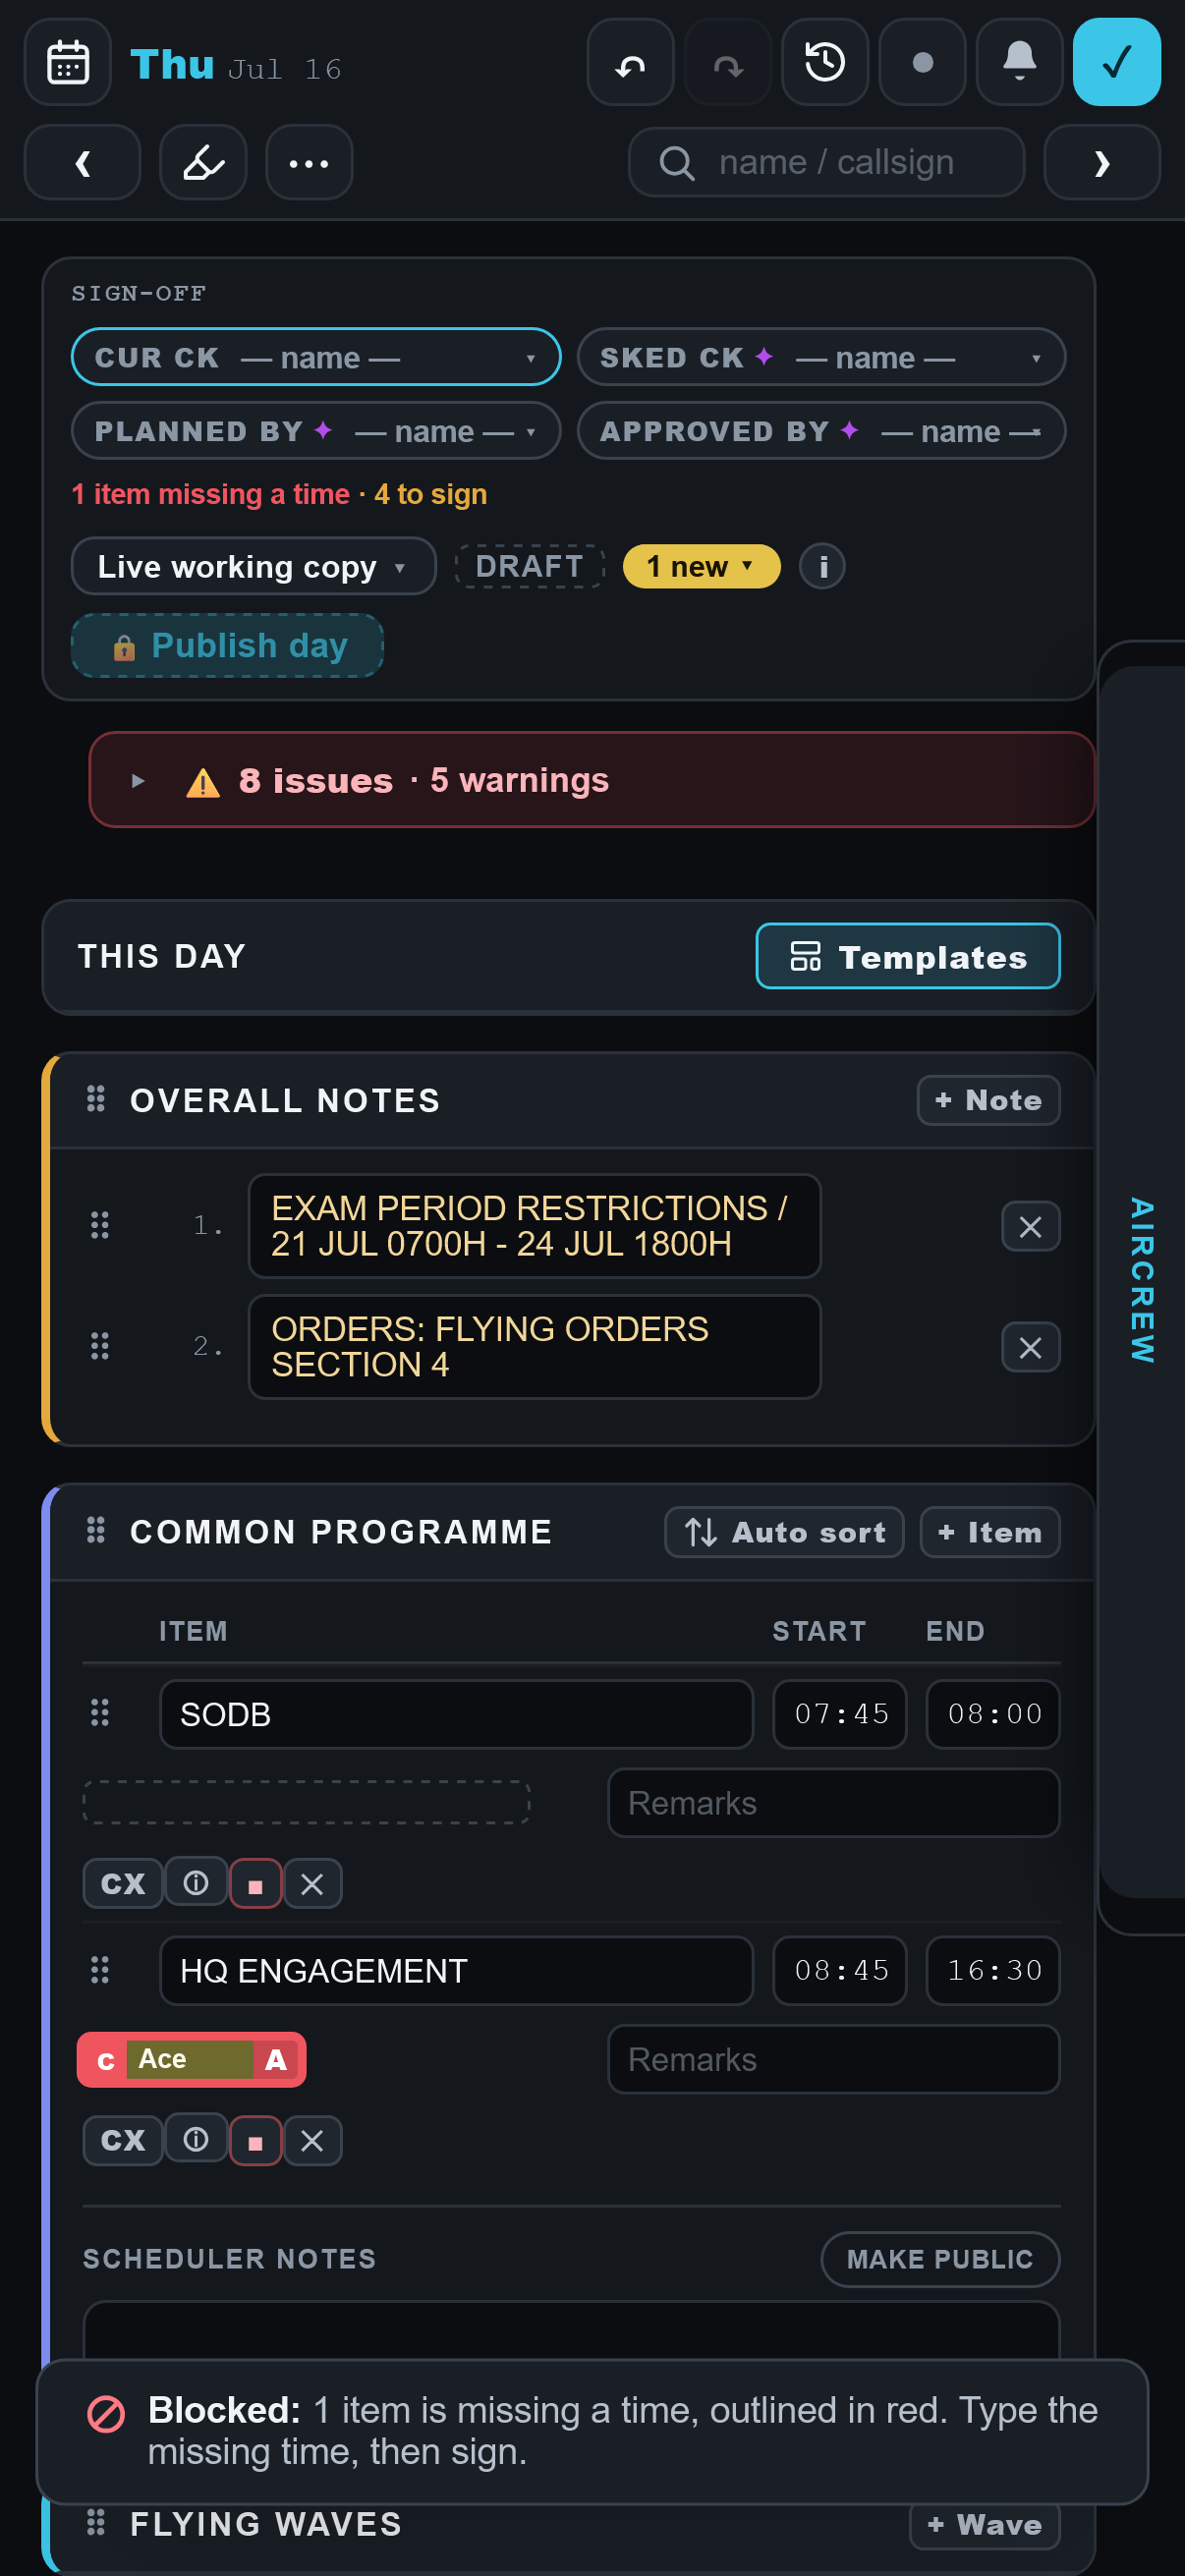 Thu Jul 16
name / callsign
SIGN-OFF
CUR CK — name —
SKED CK — name —
PLANNED BY — name —
APPROVED BY — name —
1 item missing a time · 4 to sign
Live working copy
DRAFT
1 new
i
Publish day
8 issues · 5 warnings
THIS DAY
Templates
AIRCREW
OVERALL NOTES
+ Note
1.
EXAM PERIOD RESTRICTIONS /
21 JUL 0700H - 24 JUL 1800H
2.
ORDERS: FLYING ORDERS
SECTION 4
COMMON PROGRAMME
Auto sort
+ Item
ITEM START END
SODB 07:45 08:00
Remarks
CX
HQ ENGAGEMENT 08:45 16:30
c Ace A
Remarks
CX
SCHEDULER NOTES
MAKE PUBLIC
Blocked: 1 item is missing a time, outlined in red. Type the
missing time, then sign.
FLYING WAVES
+ Wave